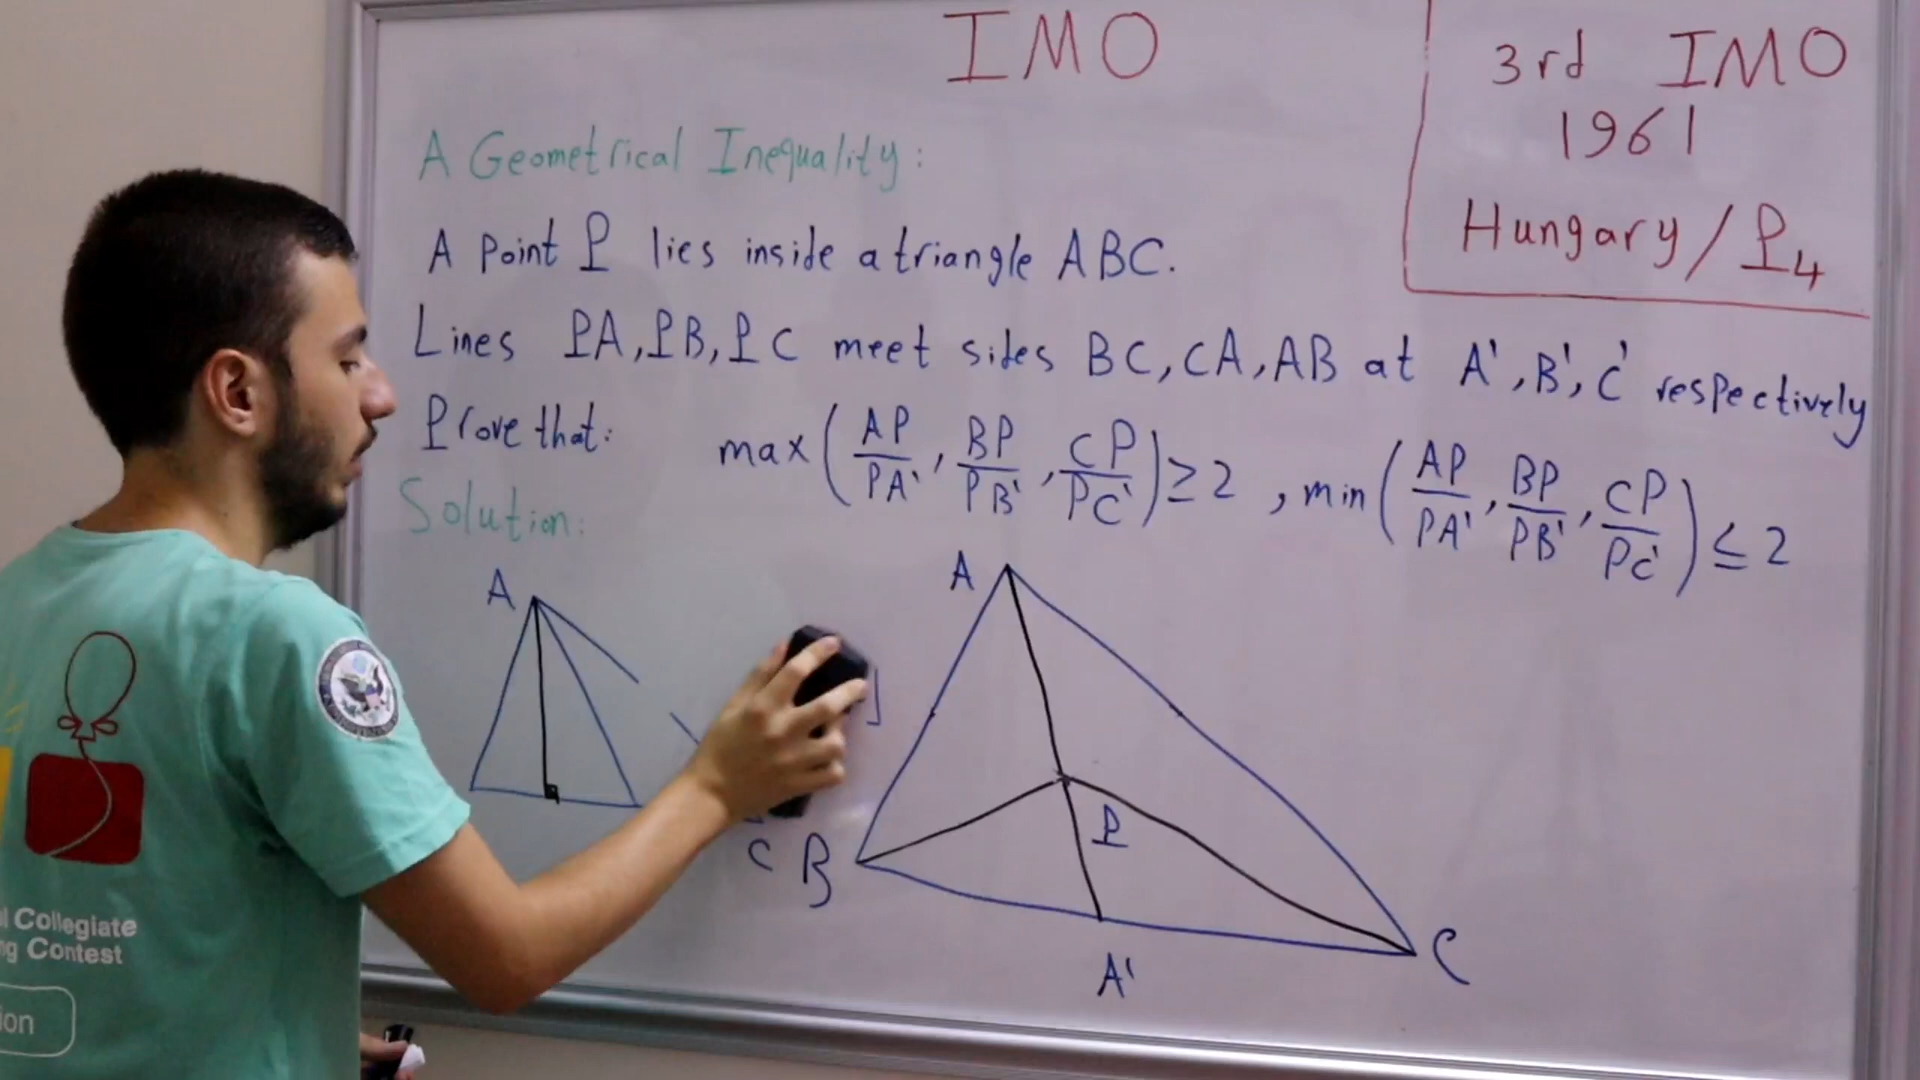 IMO
3rd IMO
1961
Hungary / P4
A Geometrical Inequality:
A Point P lies inside a triangle ABC.
Lines PA, PB, PC meet sides BC, CA, AB at A', B', C' respectively
Prove that: max(AP/PA', BP/PB', CP/PC') ≥ 2 , min(AP/PA', BP/PB', CP/PC') ≤ 2
Solution:
A
A
P
C
B
C
A'
Collegiate
Contest